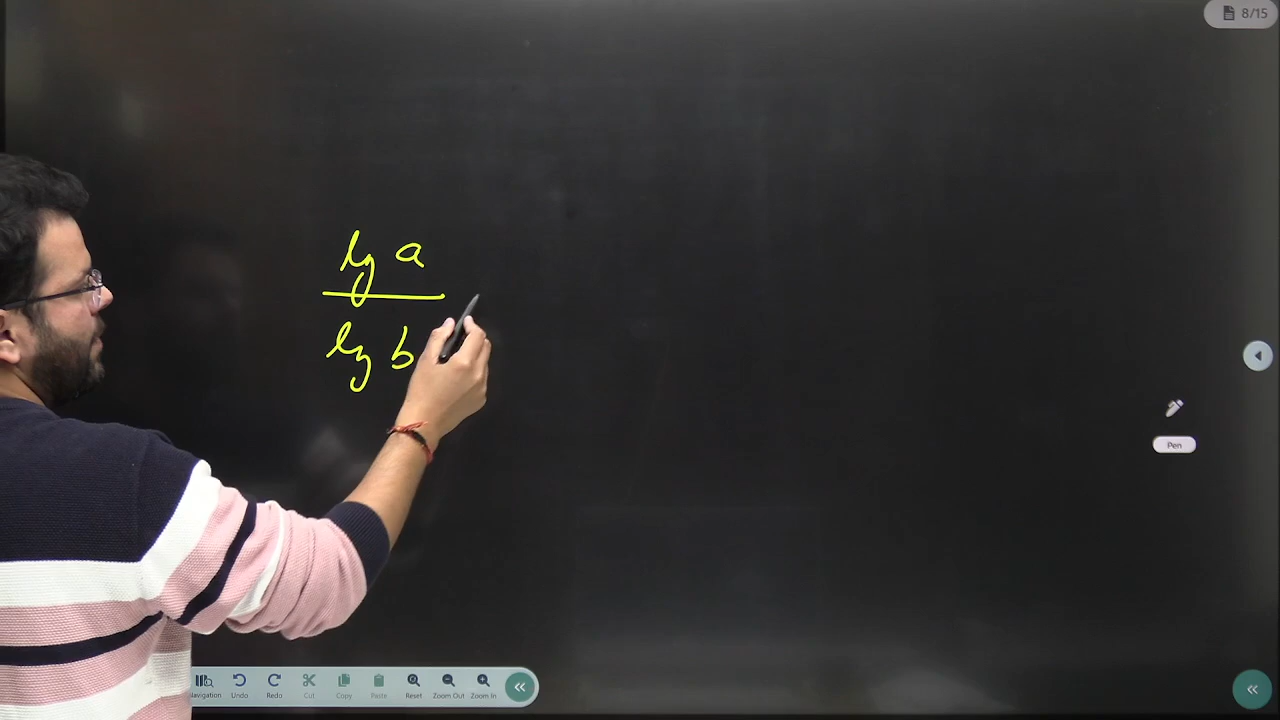 8/15
lg a
lg b
Pen
Navigation Undo Redo Cut Copy Paste Reset Zoom Out Zoom In